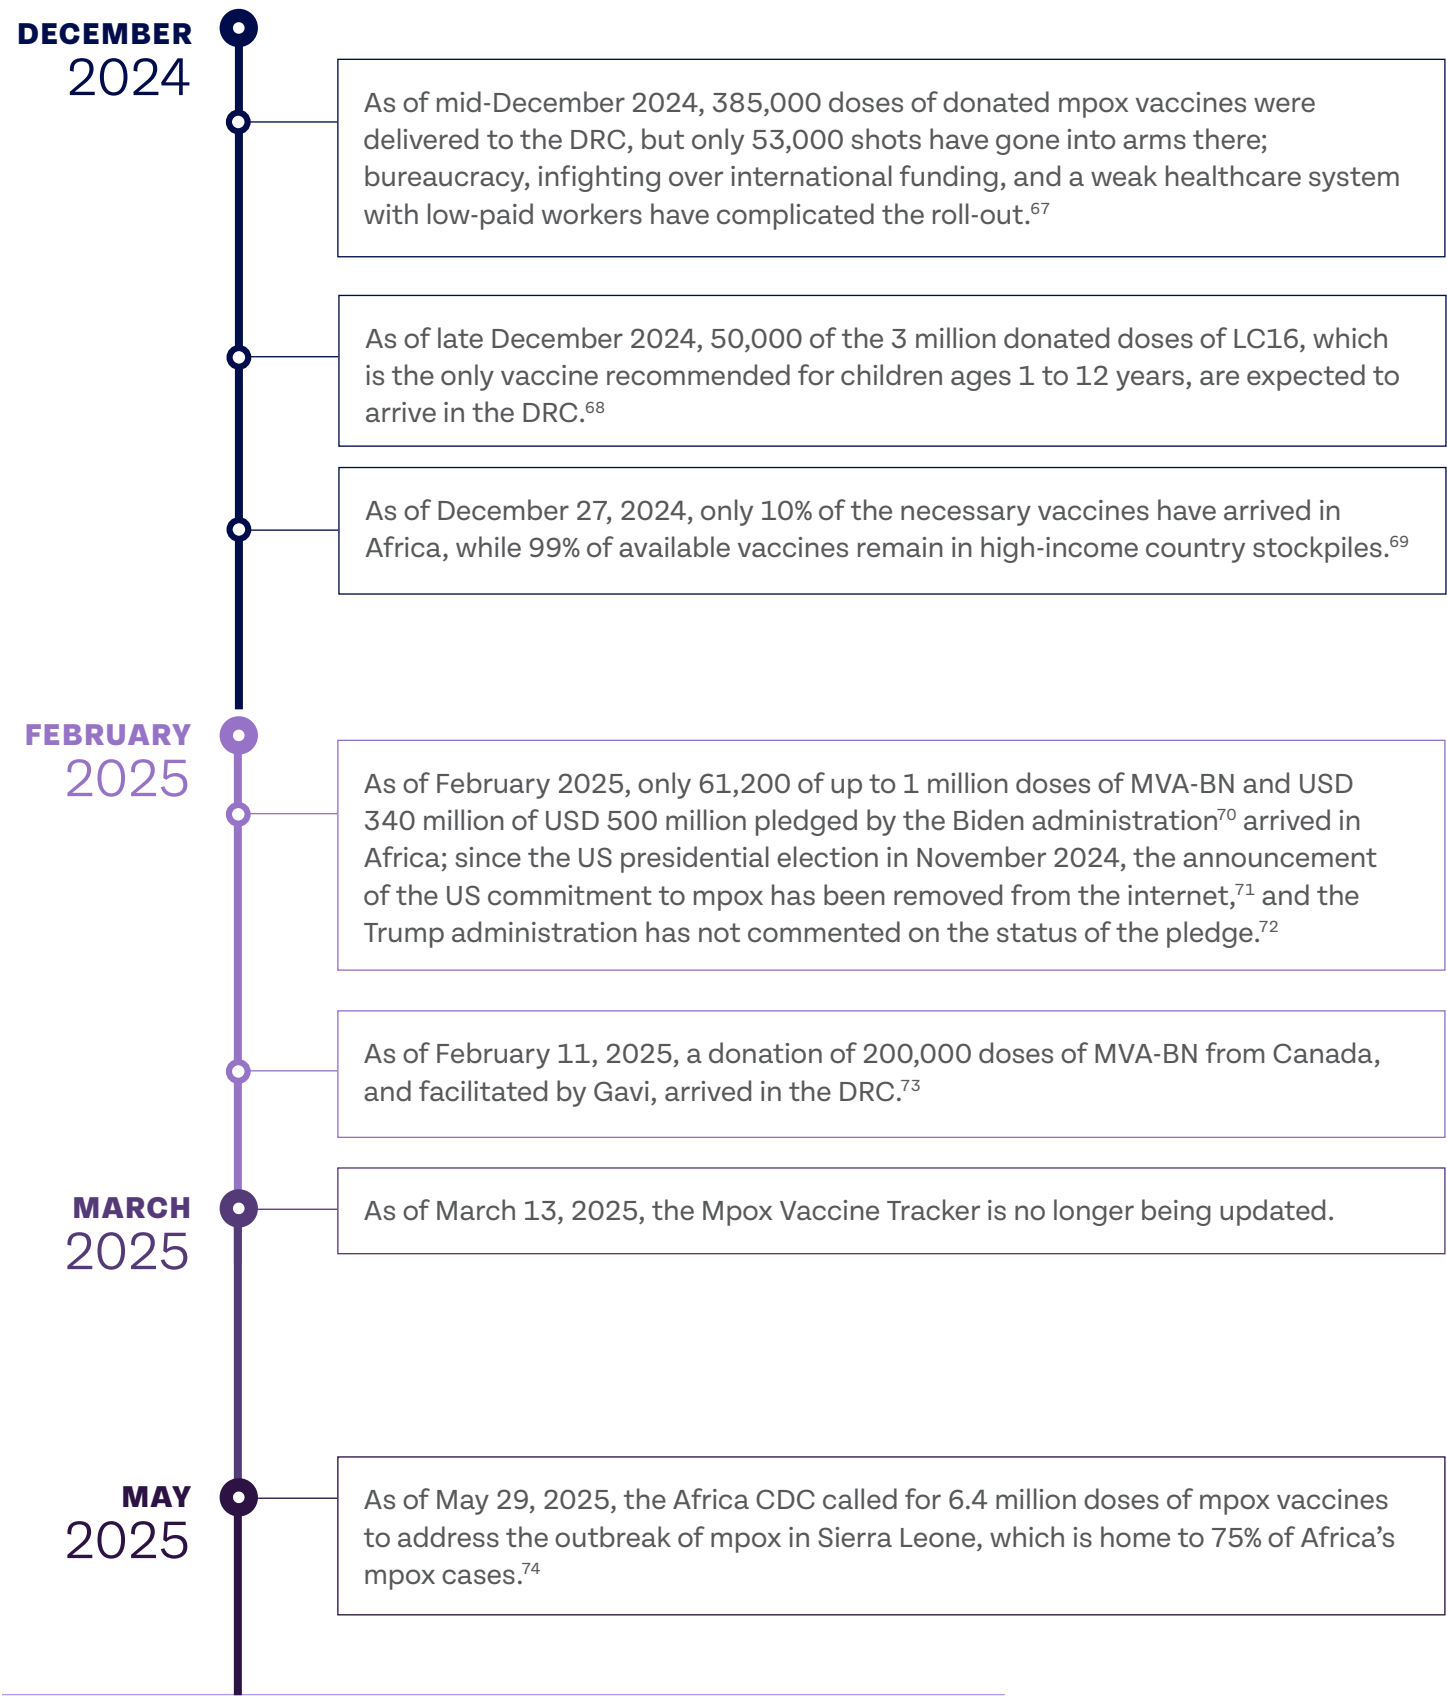 DECEMBER
2024
As of mid-December 2024, 385,000 doses of donated mpox vaccines were
delivered to the DRC, but only 53,000 shots have gone into arms there;
bureaucracy, infighting over international funding, and a weak healthcare system
with low-paid workers have complicated the roll-out.67
As of late December 2024, 50,000 of the 3 million donated doses of LC16, which
is the only vaccine recommended for children ages 1 to 12 years, are expected to
arrive in the DRC.68
As of December 27, 2024, only 10% of the necessary vaccines have arrived in
Africa, while 99% of available vaccines remain in high-income country stockpiles.69
FEBRUARY
2025
As of February 2025, only 61,200 of up to 1 million doses of MVA-BN and USD
340 million of USD 500 million pledged by the Biden administration70 arrived in
Africa; since the US presidential election in November 2024, the announcement
of the US commitment to mpox has been removed from the internet,71 and the
Trump administration has not commented on the status of the pledge.72
As of February 11, 2025, a donation of 200,000 doses of MVA-BN from Canada,
and facilitated by Gavi, arrived in the DRC.73
MARCH
2025
As of March 13, 2025, the Mpox Vaccine Tracker is no longer being updated.
MAY
2025
As of May 29, 2025, the Africa CDC called for 6.4 million doses of mpox vaccines
to address the outbreak of mpox in Sierra Leone, which is home to 75% of Africa’s
mpox cases.74